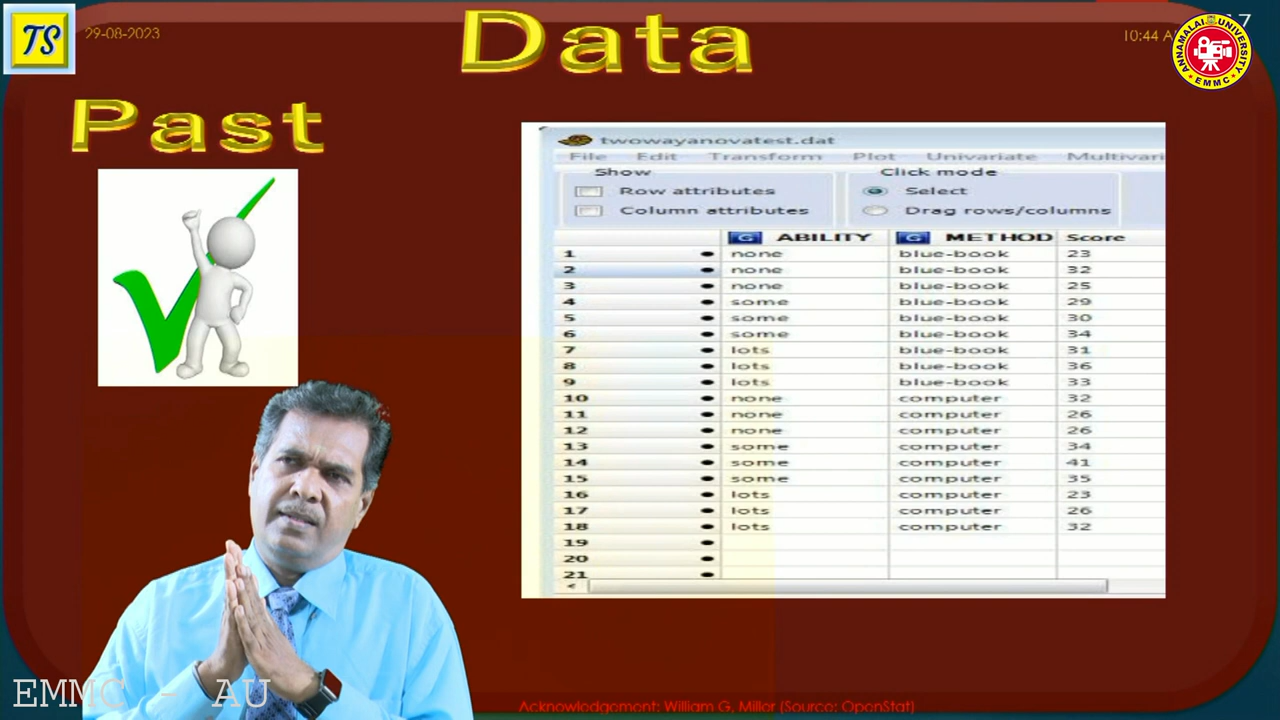 TS
29-08-2023
Data
10:44 A
17
ANNAMALAI UNIVERSITY
EMMC
Past
twowayanovatest.dat
File Edit Transform Plot Univariate Multivari
Show
Click mode
Row attributes
Select
Column attributes
Drag rows/columns
G ABILITY G METHOD Score
1 none blue-book 23
2 none blue-book 32
3 none blue-book 25
4 some blue-book 29
5 some blue-book 30
6 some blue-book 34
7 lots blue-book 31
8 lots blue-book 36
9 lots blue-book 33
10 none computer 32
11 none computer 26
12 none computer 26
13 some computer 34
14 some computer 41
15 some computer 35
16 lots computer 23
17 lots computer 26
18 lots computer 32
19
20
21
EMMC - AU
Acknowledgement: William G. Miller (Source: OpenStat)